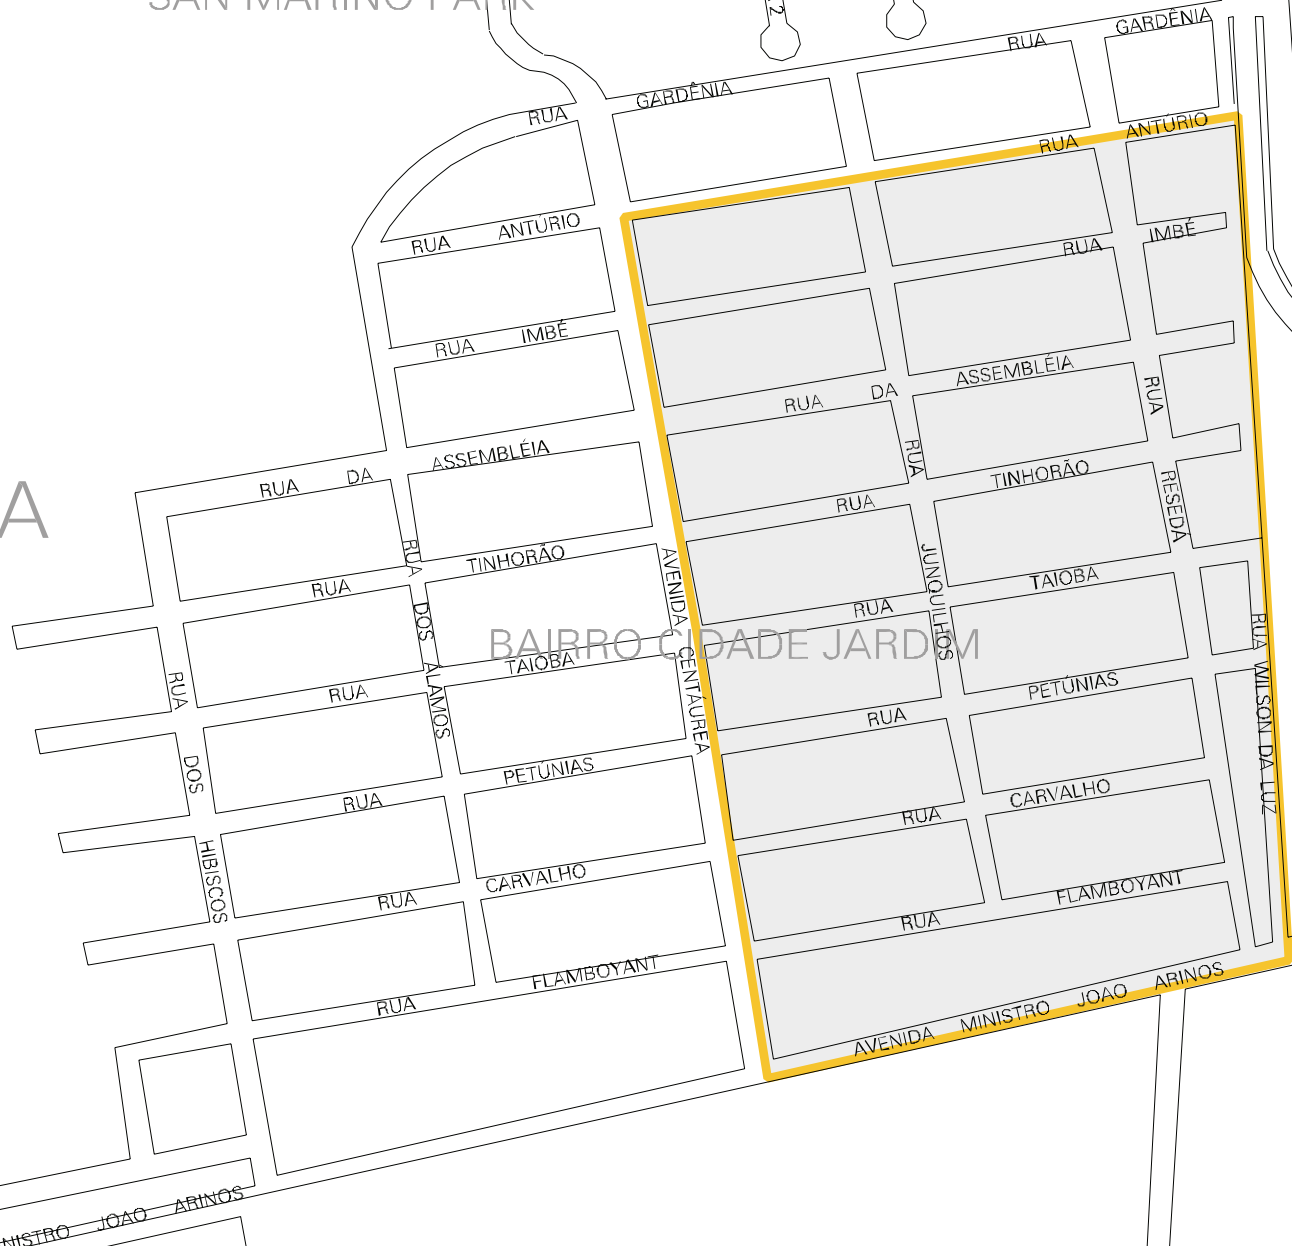 SAN MARINO PARK
2
RUA GARDÊNIA
RUA GARDÊNIA
RUA ANTÚRIO
RUA ANTÚRIO
RUA IMBÉ
RUA IMBÉ
RUA DA ASSEMBLÉIA
RUA DA ASSEMBLÉIA
A
RUA TINHORÃO
RUA TINHORÃO
RUA TAIOBA
RUA TAIOBA
BAIRRO CIDADE JARDIM
RUA PETÚNIAS
RUA PETÚNIAS
RUA CARVALHO
RUA CARVALHO
RUA FLAMBOYANT
RUA FLAMBOYANT
RUA DOS HIBISCOS
RUA DOS ÁLAMOS
AVENIDA CENTÁUREA
RUA JUNQUILHOS
RUA RESEDA
RUA WILSON DA LUZ
AVENIDA MINISTRO JOAO ARINOS
NISTRO JOAO ARINOS